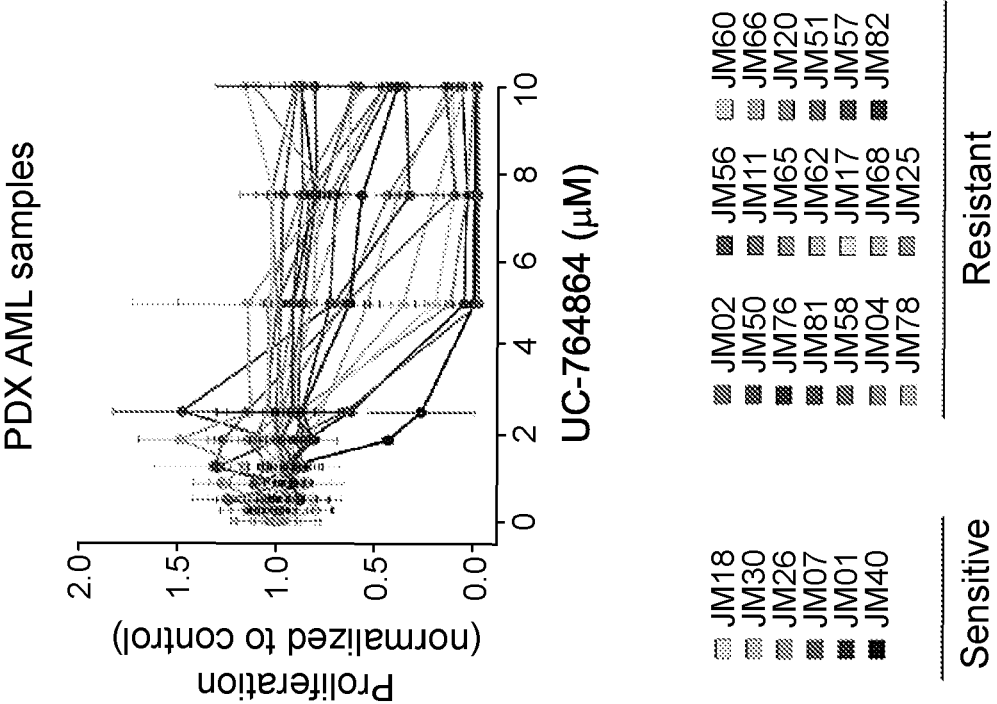 PDX AML samples
Proliferation
(normalized to control)
2.0
1.5
1.0
0.5
0.0
0
2
4
6
8
10
UC-764864 (µM)
JM18
JM30
JM26
JM07
JM01
JM40
Sensitive
JM02
JM50
JM76
JM81
JM58
JM04
JM78
JM56
JM11
JM65
JM62
JM17
JM68
JM25
JM60
JM66
JM20
JM51
JM57
JM82
Resistant